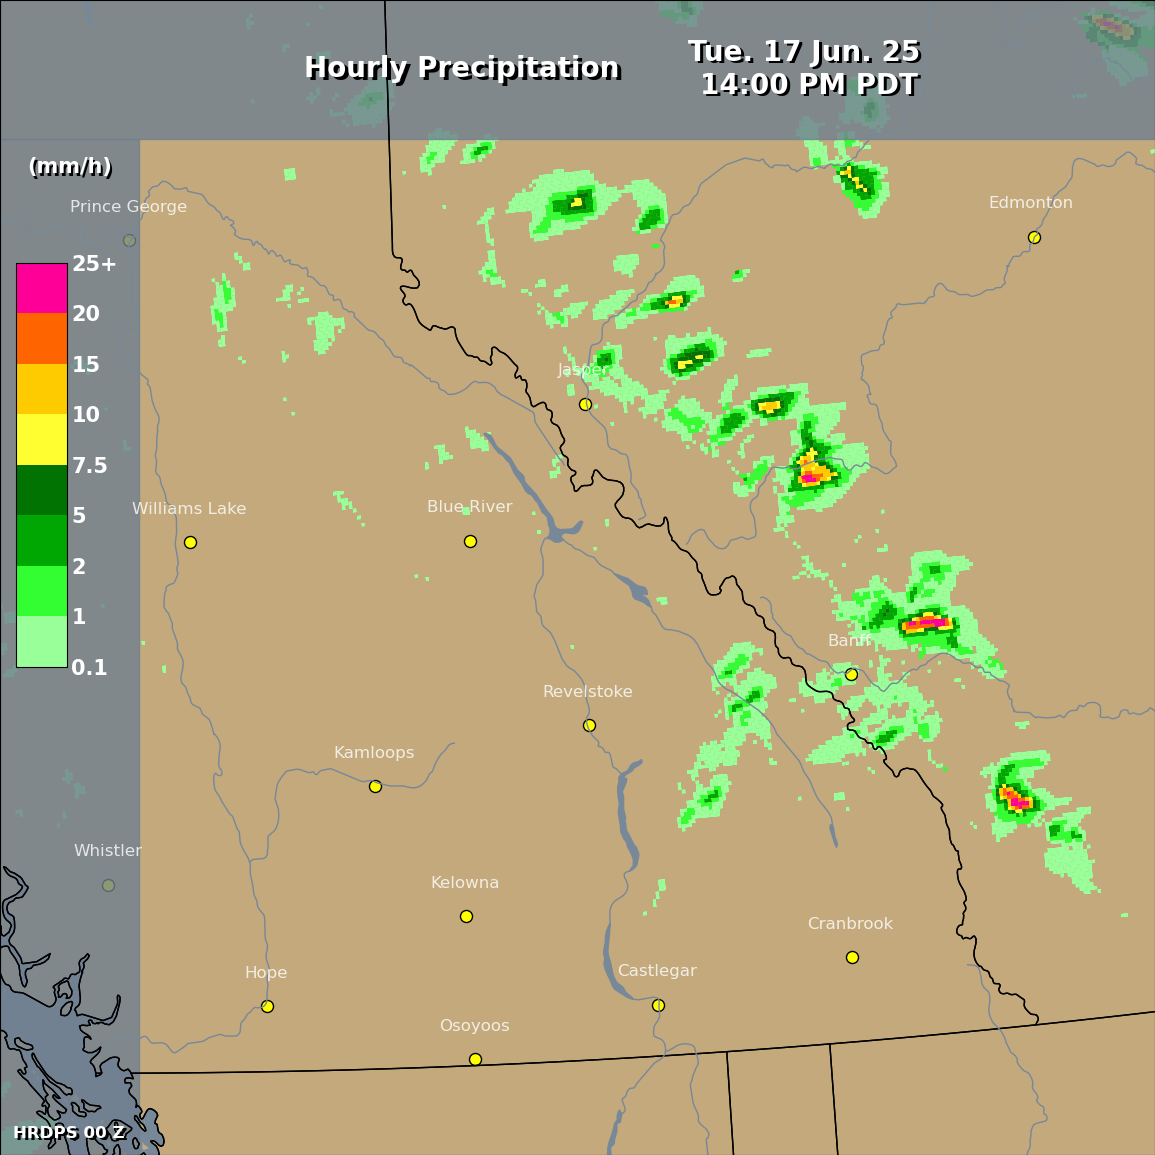 Hourly Precipitation
Tue. 17 Jun. 25
14:00 PM PDT
(mm/h)
Prince George
Edmonton
25+
20
15
10
7.5
5
2
1
0.1
Jasper
Williams Lake
Blue River
Banff
Revelstoke
Kamloops
Whistler
Kelowna
Cranbrook
Hope
Castlegar
Osoyoos
HRDPS 00 Z